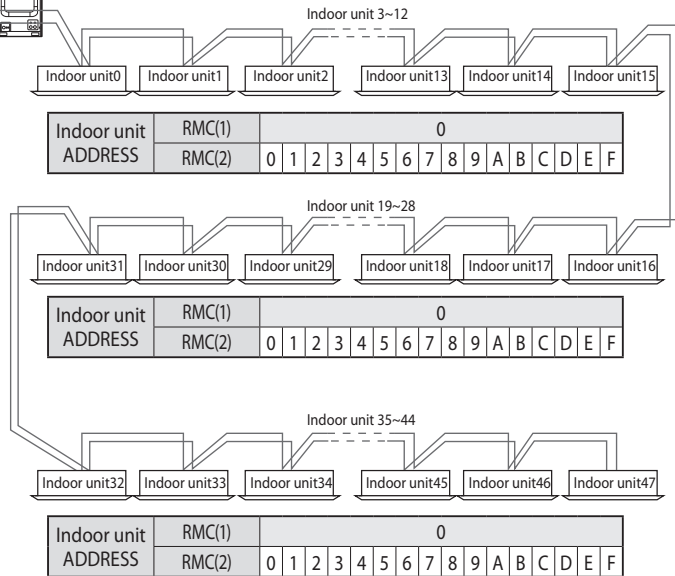 Indoor unit 3~12
Indoor unit0 Indoor unit1 Indoor unit2 Indoor unit13 Indoor unit14 Indoor unit15
Indoor unit ADDRESS RMC(1) 0
RMC(2) 0 1 2 3 4 5 6 7 8 9 A B C D E F
Indoor unit 19~28
Indoor unit31 Indoor unit30 Indoor unit29 Indoor unit18 Indoor unit17 Indoor unit16
Indoor unit ADDRESS RMC(1) 0
RMC(2) 0 1 2 3 4 5 6 7 8 9 A B C D E F
Indoor unit 35~44
Indoor unit32 Indoor unit33 Indoor unit34 Indoor unit45 Indoor unit46 Indoor unit47
Indoor unit ADDRESS RMC(1) 0
RMC(2) 0 1 2 3 4 5 6 7 8 9 A B C D E F